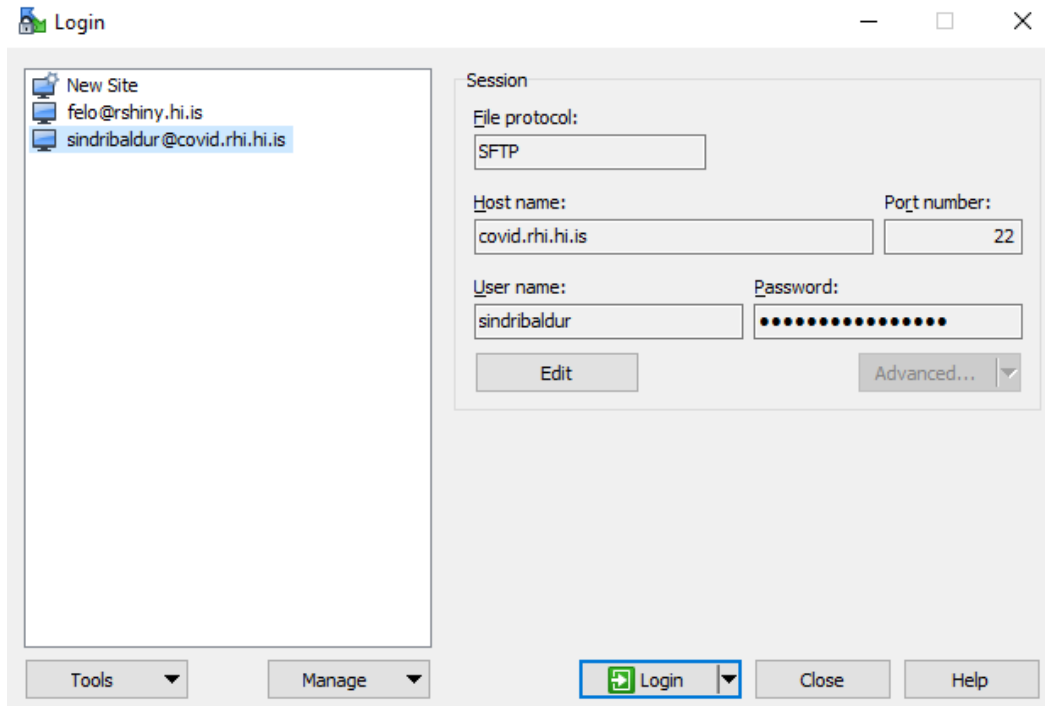 Login
New Site
felo@rshiny.hi.is
sindribaldur@covid.rhi.hi.is
Session
File protocol:
SFTP
Host name: Port number:
covid.rhi.hi.is 22
User name: Password:
sindribaldur ••••••••••••••••
Edit Advanced...
Tools Manage Login Close Help